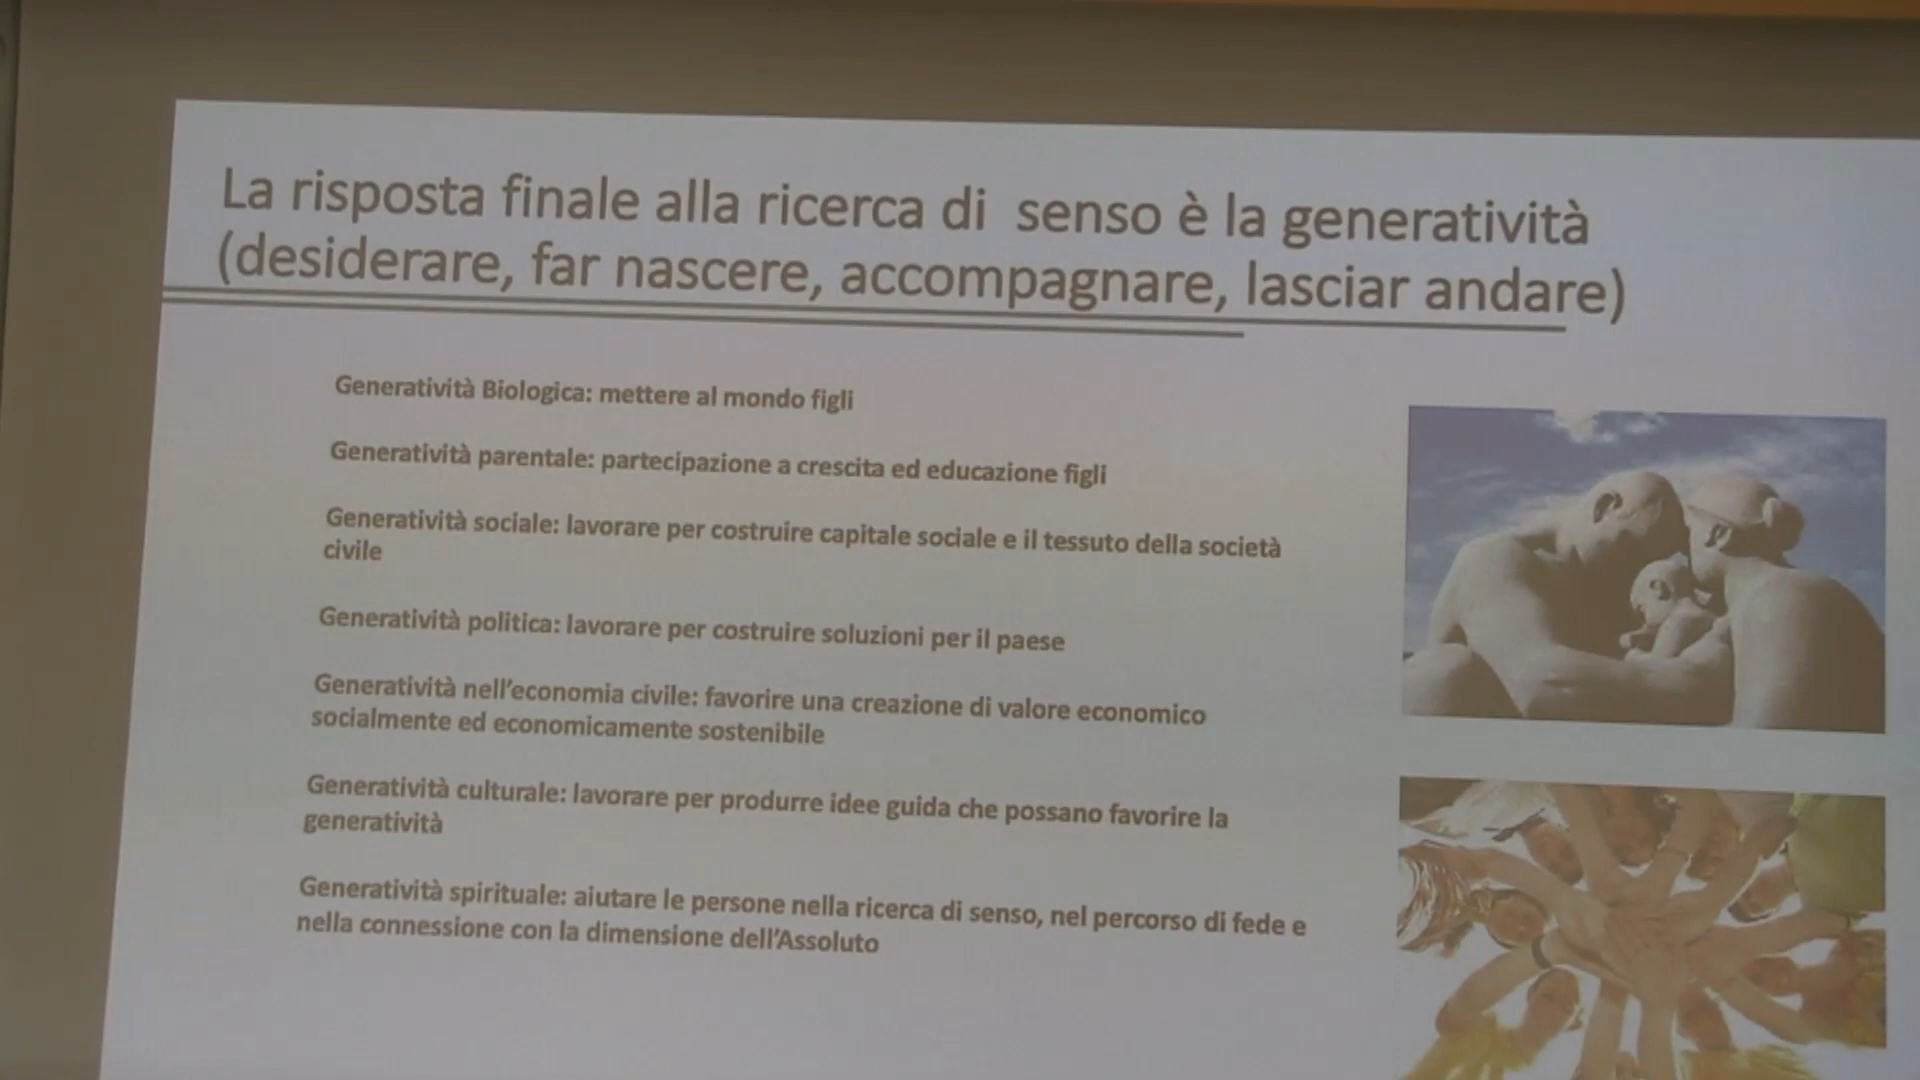 La risposta finale alla ricerca di senso è la generatività
(desiderare, far nascere, accompagnare, lasciar andare)
Generatività Biologica: mettere al mondo figli
Generatività parentale: partecipazione a crescita ed educazione figli
Generatività sociale: lavorare per costruire capitale sociale e il tessuto della società
civile
Generatività politica: lavorare per costruire soluzioni per il paese
Generatività nell'economia civile: favorire una creazione di valore economico
socialmente ed economicamente sostenibile
Generatività culturale: lavorare per produrre idee guida che possano favorire la
generatività
Generatività spirituale: aiutare le persone nella ricerca di senso, nel percorso di fede e
nella connessione con la dimensione dell'Assoluto